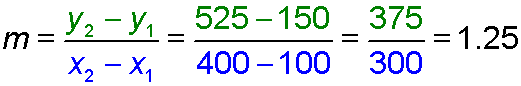 m = (y₂ − y₁)/(x₂ − x₁) = (525 − 150)/(400 − 100) = 375/300 = 1.25